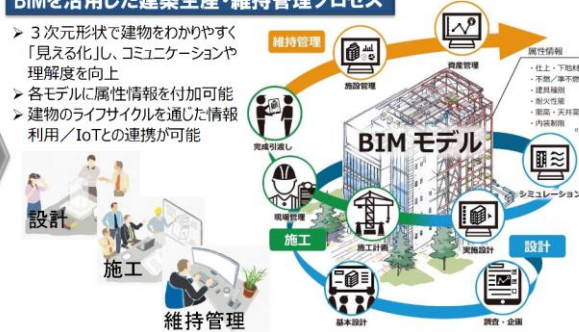 BIMを活用した建築生産・維持管理プロセス
➢ 3次元形状で建物をわかりやすく
「見える化」し、コミュニケーションや
理解度を向上
➢ 各モデルに属性情報を付加可能
➢ 建物のライフサイクルを通じた情報
利用／IoTとの連携が可能
設計
施工
維持管理
維持管理
施設管理
資産管理
属性情報
・仕上・下地材
・不燃／準不燃
・建具種別
・耐火性能
・階高・天井高
・内装制限
完成引渡し
BIM モデル
シミュレーション
現場管理
施工計画
実施設計
施工
設計
基本設計
調査・企画